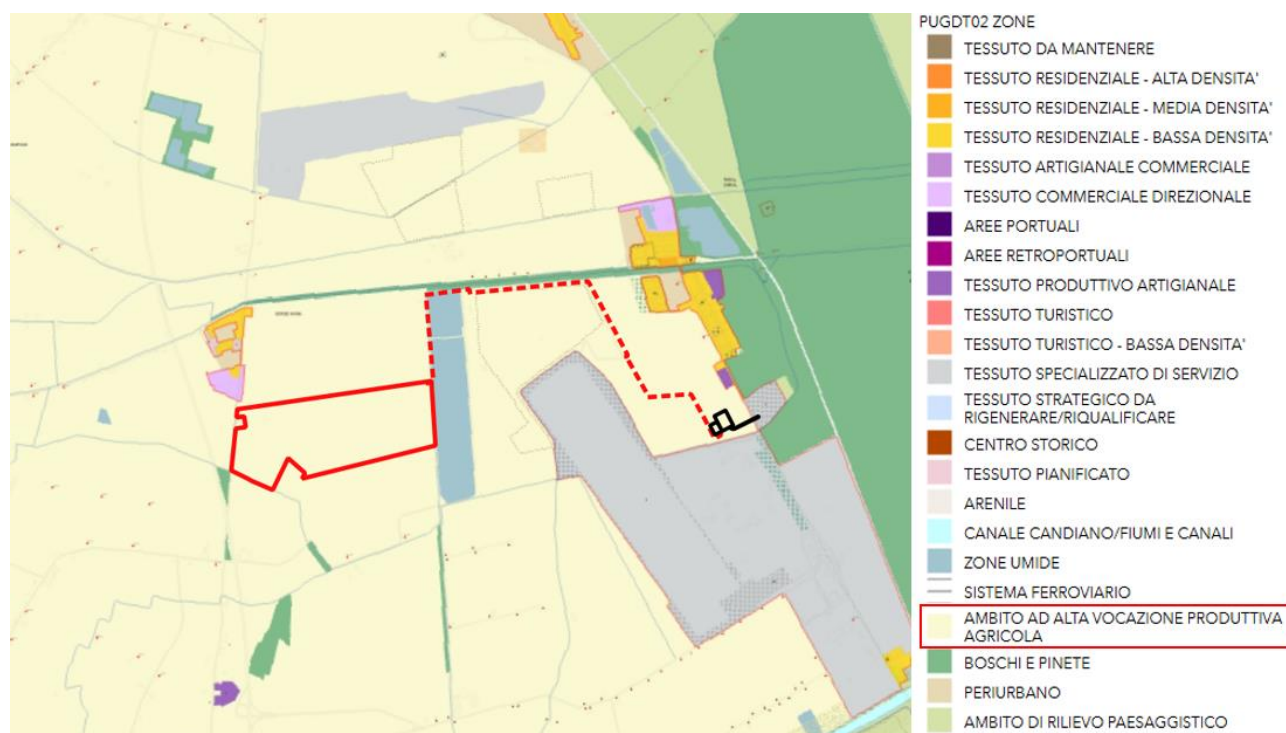 PUGDT02 ZONE
TESSUTO DA MANTENERE
TESSUTO RESIDENZIALE - ALTA DENSITA'
TESSUTO RESIDENZIALE - MEDIA DENSITA'
TESSUTO RESIDENZIALE - BASSA DENSITA'
TESSUTO ARTIGIANALE COMMERCIALE
TESSUTO COMMERCIALE DIREZIONALE
AREE PORTUALI
AREE RETROPORTUALI
TESSUTO PRODUTTIVO ARTIGIANALE
TESSUTO TURISTICO
TESSUTO TURISTICO - BASSA DENSITA'
TESSUTO SPECIALIZZATO DI SERVIZIO
TESSUTO STRATEGICO DA
RIGENERARE/RIQUALIFICARE
CENTRO STORICO
TESSUTO PIANIFICATO
ARENILE
CANALE CANDIANO/FIUMI E CANALI
ZONE UMIDE
SISTEMA FERROVIARIO
AMBITO AD ALTA VOCAZIONE PRODUTTIVA
AGRICOLA
BOSCHI E PINETE
PERIURBANO
AMBITO DI RILIEVO PAESAGGISTICO